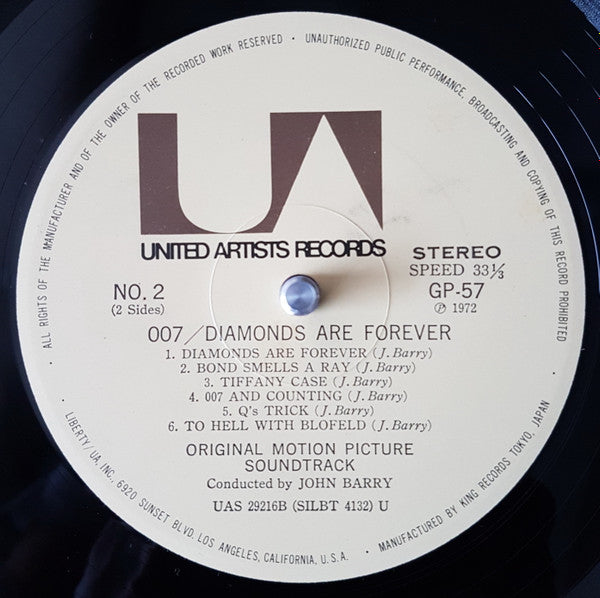 · ALL RIGHTS OF THE MANUFACTURER AND OF THE OWNER OF THE RECORDED WORK RESERVED · UNAUTHORIZED PUBLIC PERFORMANCE, BROADCASTING AND COPYING OF THIS RECORD PROHIBITED ·
UA
UNITED ARTISTS RECORDS
STEREO
SPEED 33⅓
NO. 2
GP-57
(2 Sides)
℗ 1972
007/DIAMONDS ARE FOREVER
1. DIAMONDS ARE FOREVER (J. Barry)
2. BOND SMELLS A RAY (J. Barry)
3. TIFFANY CASE (J. Barry)
4. 007 AND COUNTING (J. Barry)
5. Q's TRICK (J. Barry)
6. TO HELL WITH BLOFELD (J. Barry)
ORIGINAL MOTION PICTURE
SOUNDTRACK
Conducted by JOHN BARRY
UAS 29216B (SILBT 4132) U
· LIBERTY/UA, INC., 6920 SUNSET BLVD. LOS ANGELES, CALIFORNIA, U.S.A. · MANUFACTURED BY KING RECORDS TOKYO, JAPAN ·